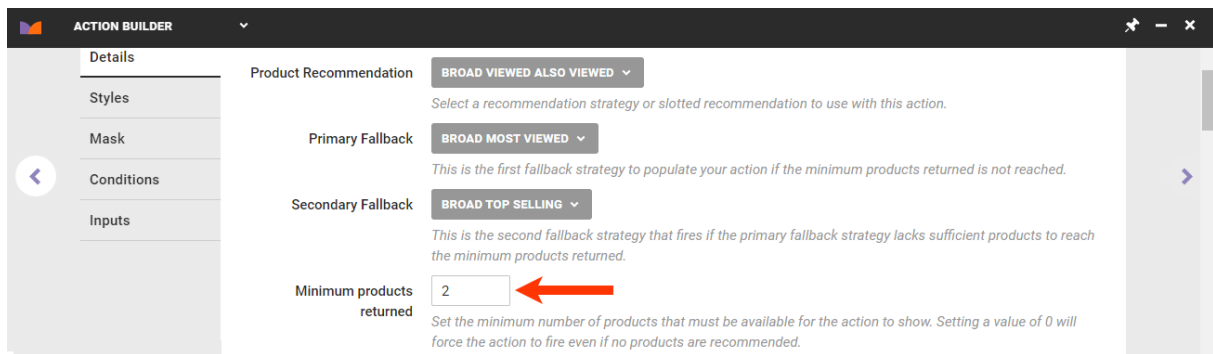 ACTION BUILDER
Details
Styles
Mask
Conditions
Inputs
Product Recommendation
BROAD VIEWED ALSO VIEWED
Select a recommendation strategy or slotted recommendation to use with this action.
Primary Fallback
BROAD MOST VIEWED
This is the first fallback strategy to populate your action if the minimum products returned is not reached.
Secondary Fallback
BROAD TOP SELLING
This is the second fallback strategy that fires if the primary fallback strategy lacks sufficient products to reach
the minimum products returned.
Minimum products
returned
2
Set the minimum number of products that must be available for the action to show. Setting a value of 0 will
force the action to fire even if no products are recommended.